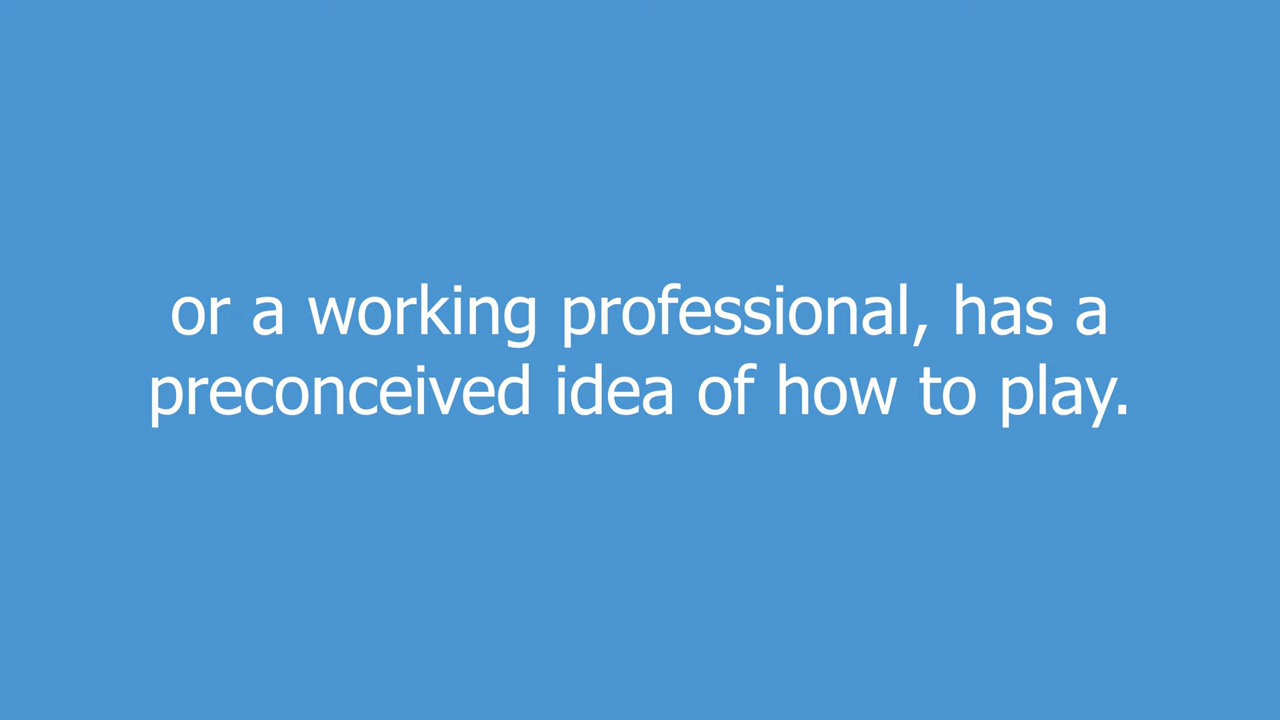 or a working professional, has a
preconceived idea of how to play.